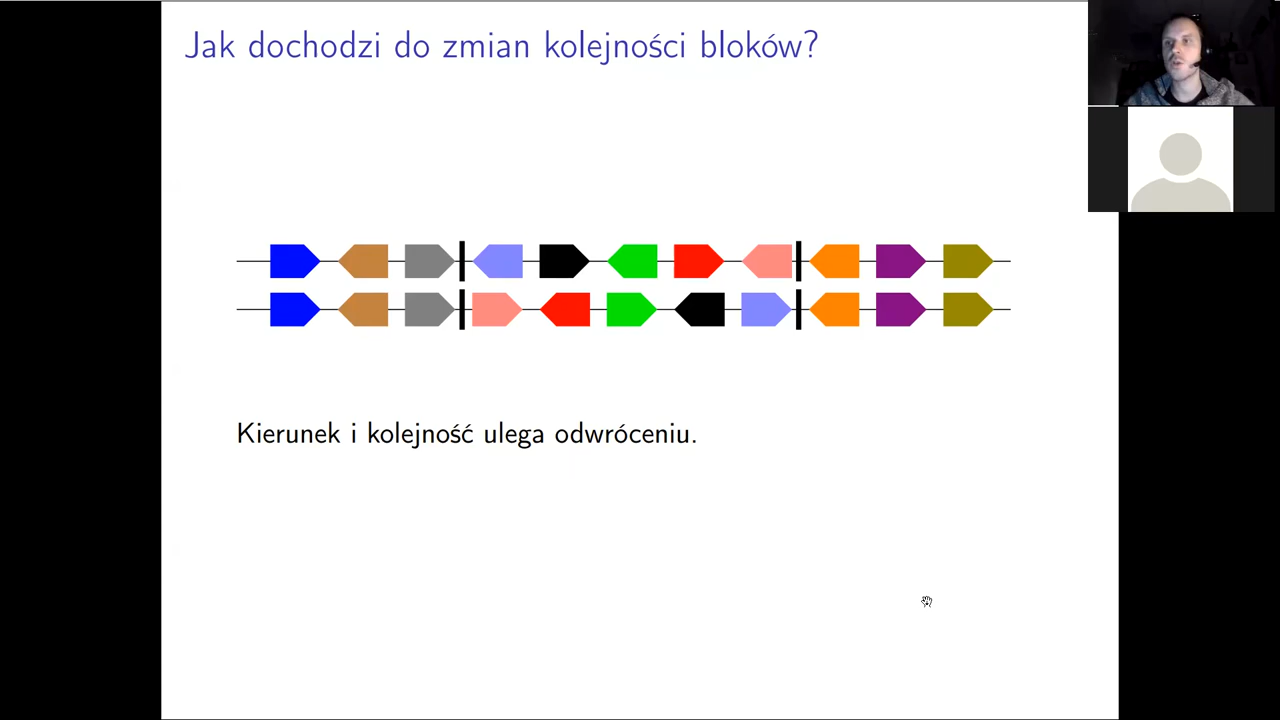 Jak dochodzi do zmian kolejności bloków?
Kierunek i kolejność ulega odwróceniu.